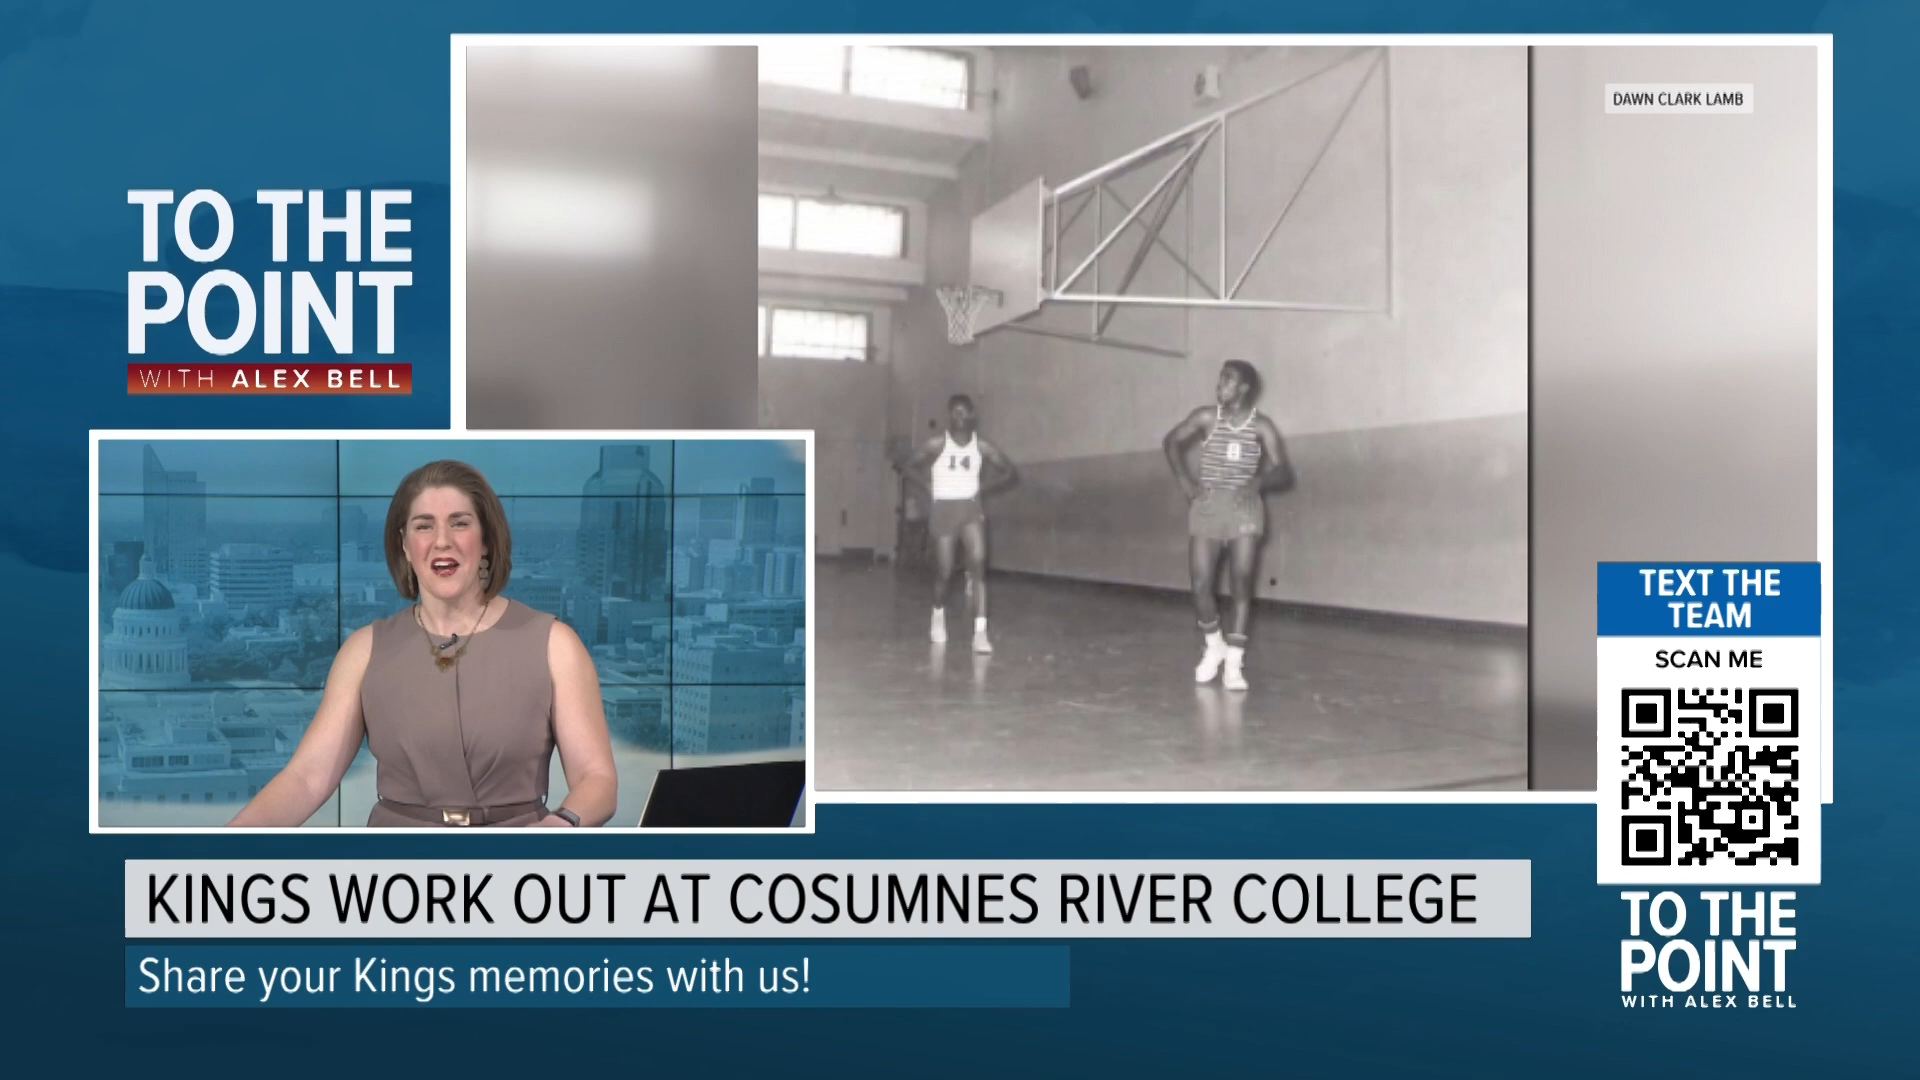 DAWN CLARK LAMB
TO THE
POINT
WITH ALEX BELL
14
8
TEXT THE
TEAM
SCAN ME
KINGS WORK OUT AT COSUMNES RIVER COLLEGE
Share your Kings memories with us!
TO THE
POINT
WITH ALEX BELL